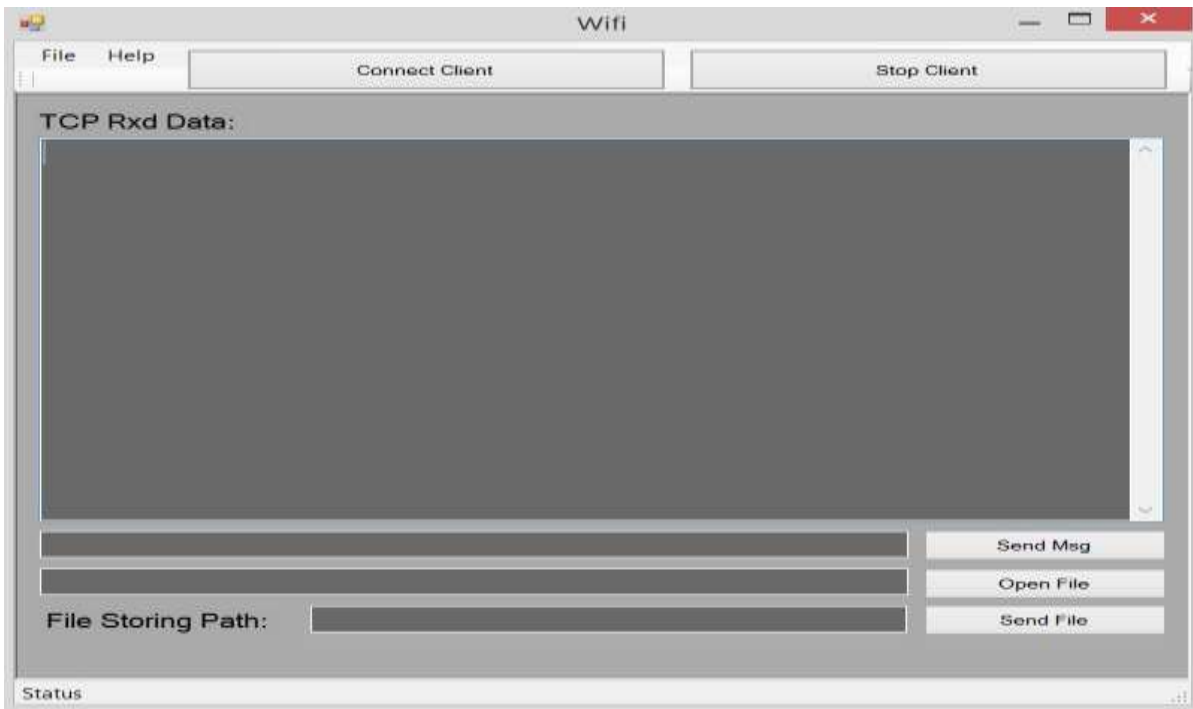 Wifi
File Help
Connect Client Stop Client
TCP Rxd Data:
Send Msg
Open File
File Storing Path: Send File
Status